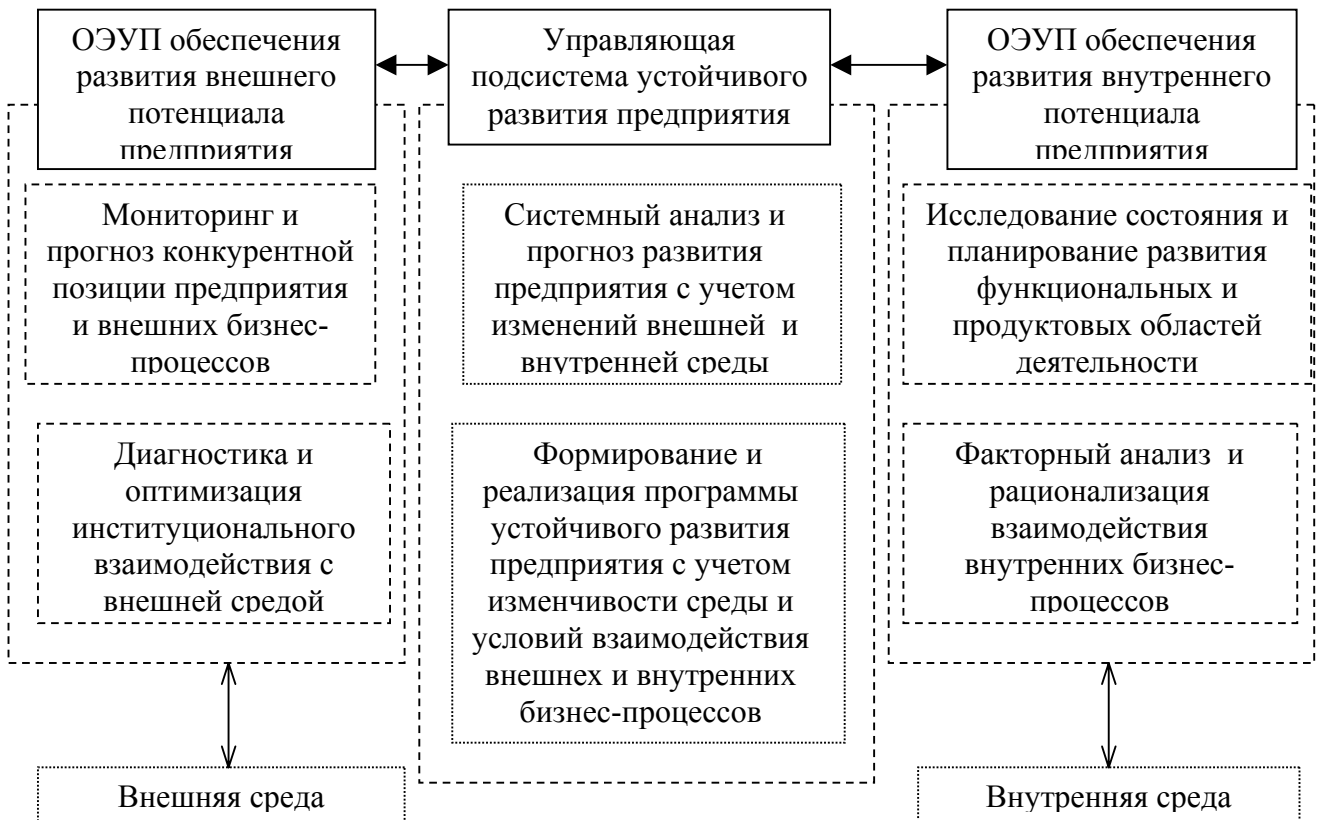 ОЭУП обеспечения
развития внешнего
потенциала
предприятия
Управляющая
подсистема устойчивого
развития предприятия
ОЭУП обеспечения
развития внутреннего
потенциала
предприятия
Мониторинг и
прогноз конкурентной
позиции предприятия
и внешних бизнес-
процессов
Системный анализ и
прогноз развития
предприятия с учетом
изменений внешней и
внутренней среды
Исследование состояния и
планирование развития
функциональных и
продуктовых областей
деятельности
Диагностика и
оптимизация
институционального
взаимодействия с
внешней средой
Формирование и
реализация программы
устойчивого развития
предприятия с учетом
изменчивости среды и
условий взаимодействия
внешнех и внутренних
бизнес-процессов
Факторный анализ и
рационализация
взаимодействия
внутренних бизнес-
процессов
Внешняя среда
Внутренняя среда